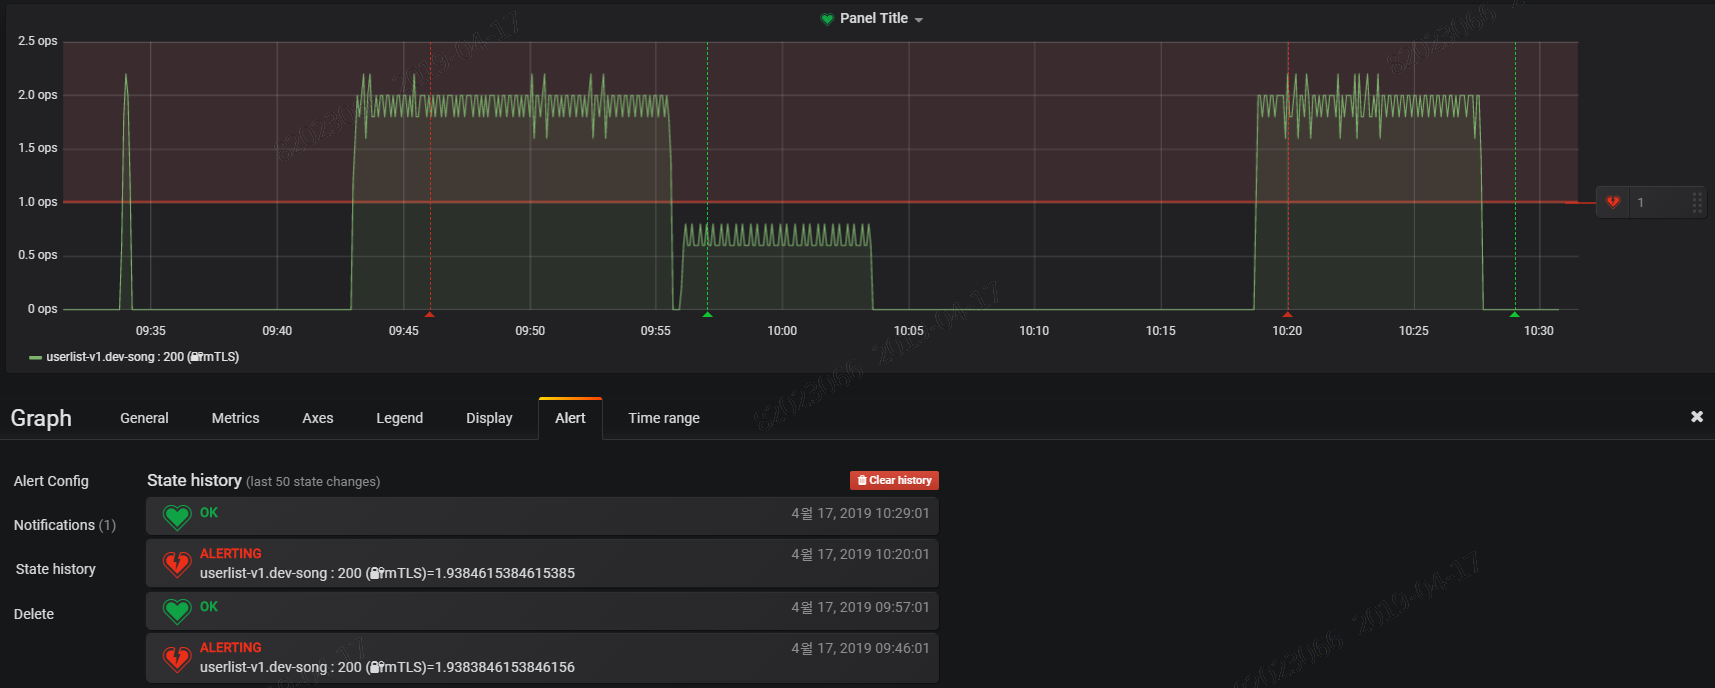 Panel Title
2.5 ops
2.0 ops
1.5 ops
1.0 ops
0.5 ops
0 ops
1
09:35 09:40 09:45 09:50 09:55 10:00 10:05 10:10 10:15 10:20 10:25 10:30
userlist-v1.dev-song : 200 (🔐mTLS)
Graph General Metrics Axes Legend Display Alert Time range
Alert Config
Notifications (1)
State history
Delete
State history (last 50 state changes) Clear history
OK 4월 17, 2019 10:29:01
ALERTING 4월 17, 2019 10:20:01
userlist-v1.dev-song : 200 (🔐mTLS)=1.9384615384615385
OK 4월 17, 2019 09:57:01
ALERTING 4월 17, 2019 09:46:01
userlist-v1.dev-song : 200 (🔐mTLS)=1.9383846153846156